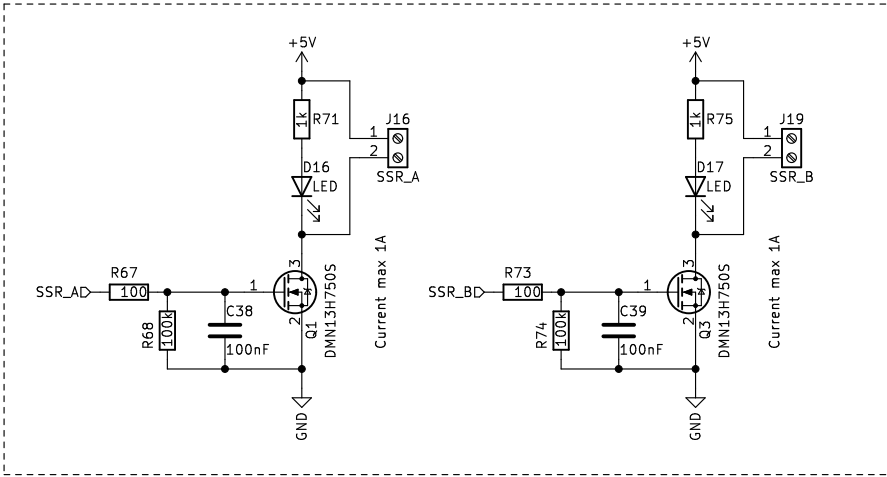 +5V
1k
R71
J16
1
2
D16
LED
SSR_A
3
R67
SSR_A
100
1
R68
100k
C38
100nF
2
Q1
DMN13H750S
Current max 1A
GND
+5V
1k
R75
J19
1
2
D17
LED
SSR_B
3
R73
SSR_B
100
1
R74
100k
C39
100nF
2
Q3
DMN13H750S
Current max 1A
GND